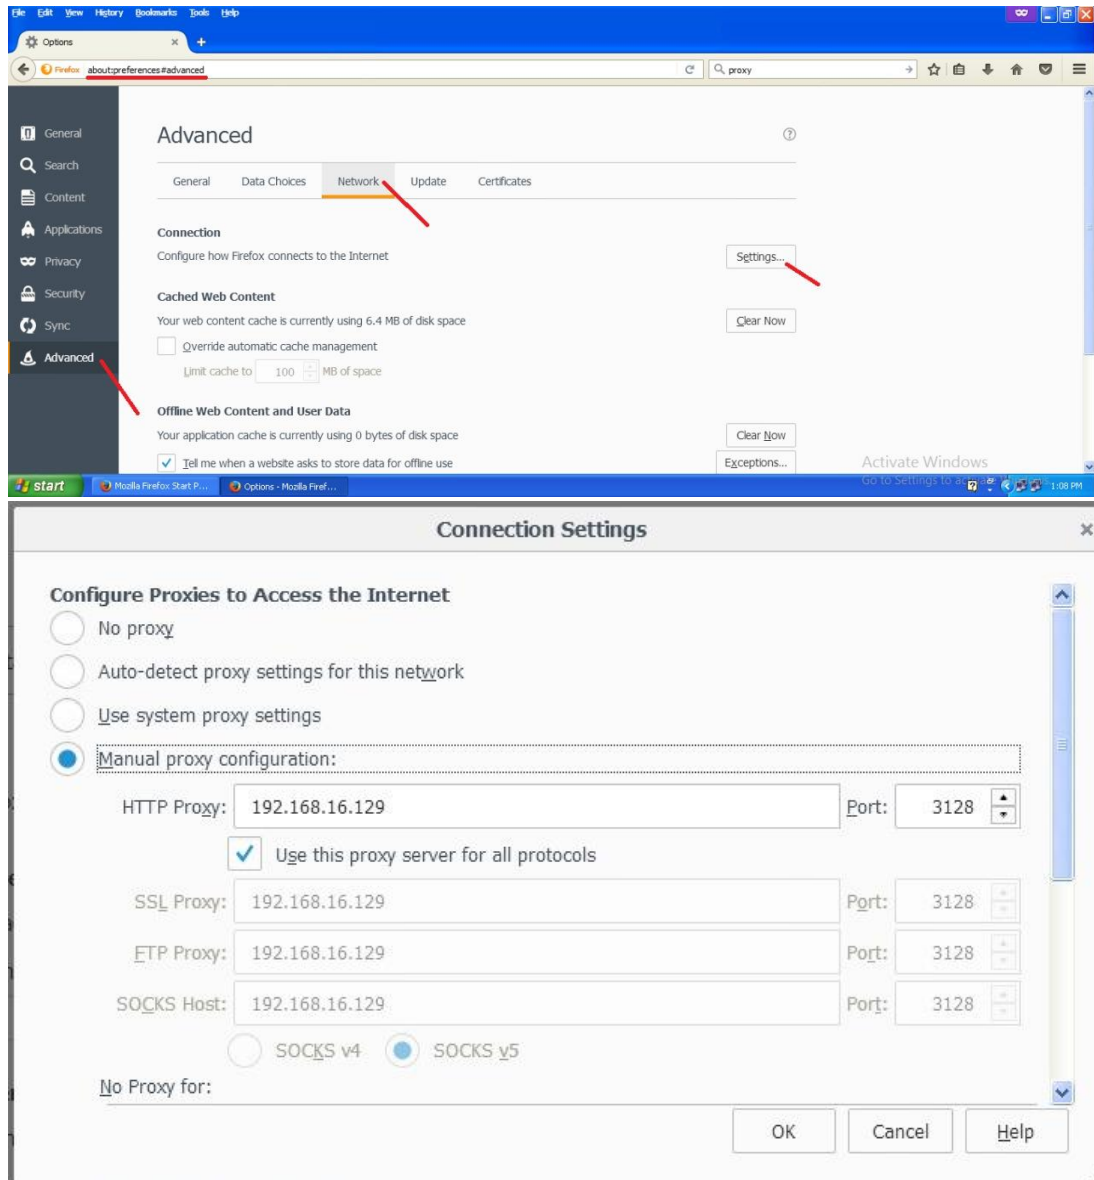 File Edit View History Bookmarks Tools Help
Options × +
Firefox about:preferences#advanced proxy
Advanced
General
Search
Content
Applications
Privacy
Security
Sync
Advanced
General Data Choices Network Update Certificates
Connection
Configure how Firefox connects to the Internet Settings...
Cached Web Content
Your web content cache is currently using 6.4 MB of disk space Clear Now
Override automatic cache management
Limit cache to 100 MB of space
Offline Web Content and User Data
Your application cache is currently using 0 bytes of disk space Clear Now
Tell me when a website asks to store data for offline use Exceptions...
Activate Windows
Go to Settings to
start Mozilla Firefox Start P... Options - Mozilla Firef... 1:08 PM
Connection Settings
Configure Proxies to Access the Internet
No proxy
Auto-detect proxy settings for this network
Use system proxy settings
Manual proxy configuration:
HTTP Proxy: 192.168.16.129 Port: 3128
Use this proxy server for all protocols
SSL Proxy: 192.168.16.129 Port: 3128
FTP Proxy: 192.168.16.129 Port: 3128
SOCKS Host: 192.168.16.129 Port: 3128
SOCKS v4 SOCKS v5
No Proxy for:
OK Cancel Help